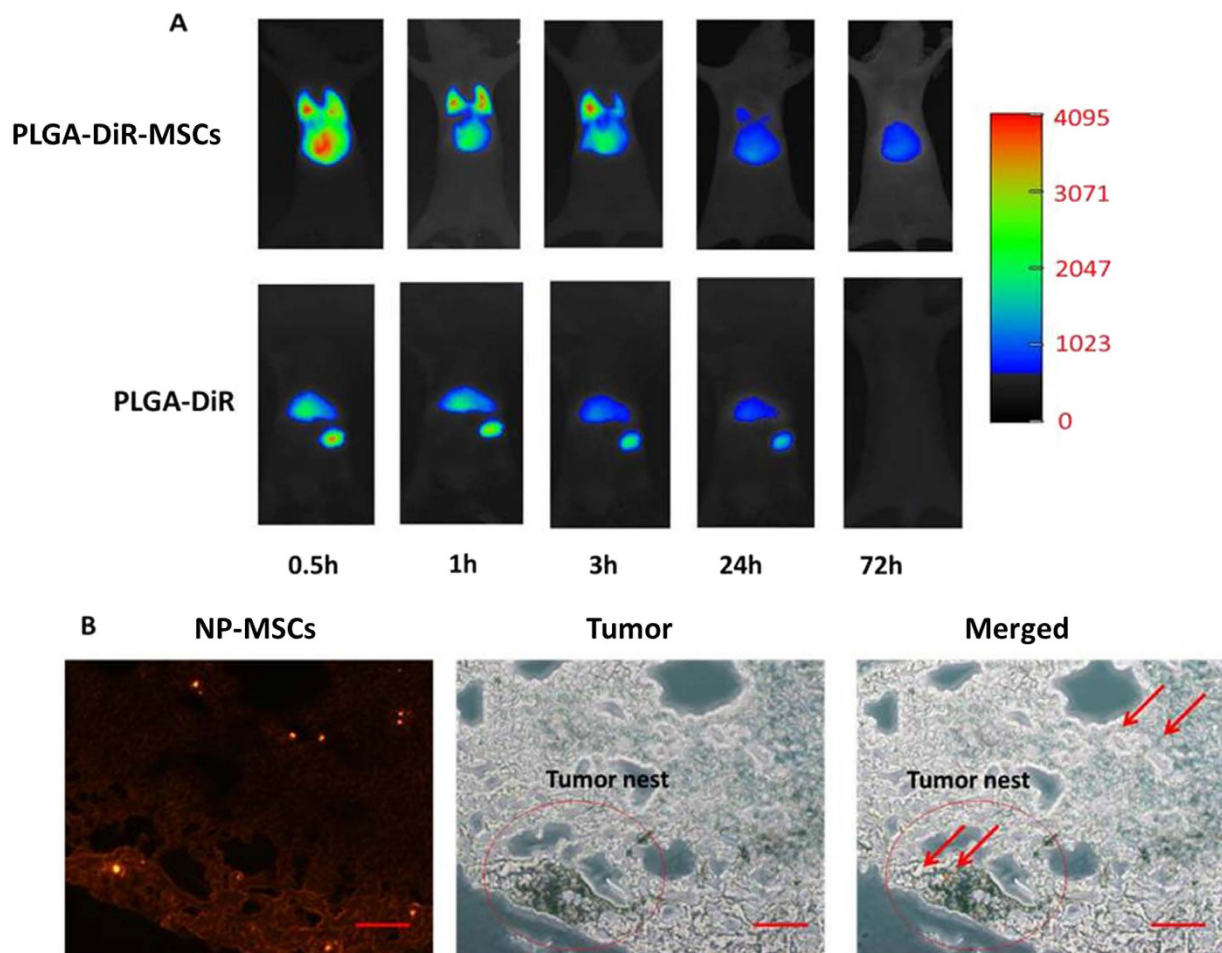 A
PLGA-DiR-MSCs
4095
3071
2047
1023
0
PLGA-DiR
0.5h 1h 3h 24h 72h
B
NP-MSCs Tumor Merged
Tumor nest Tumor nest